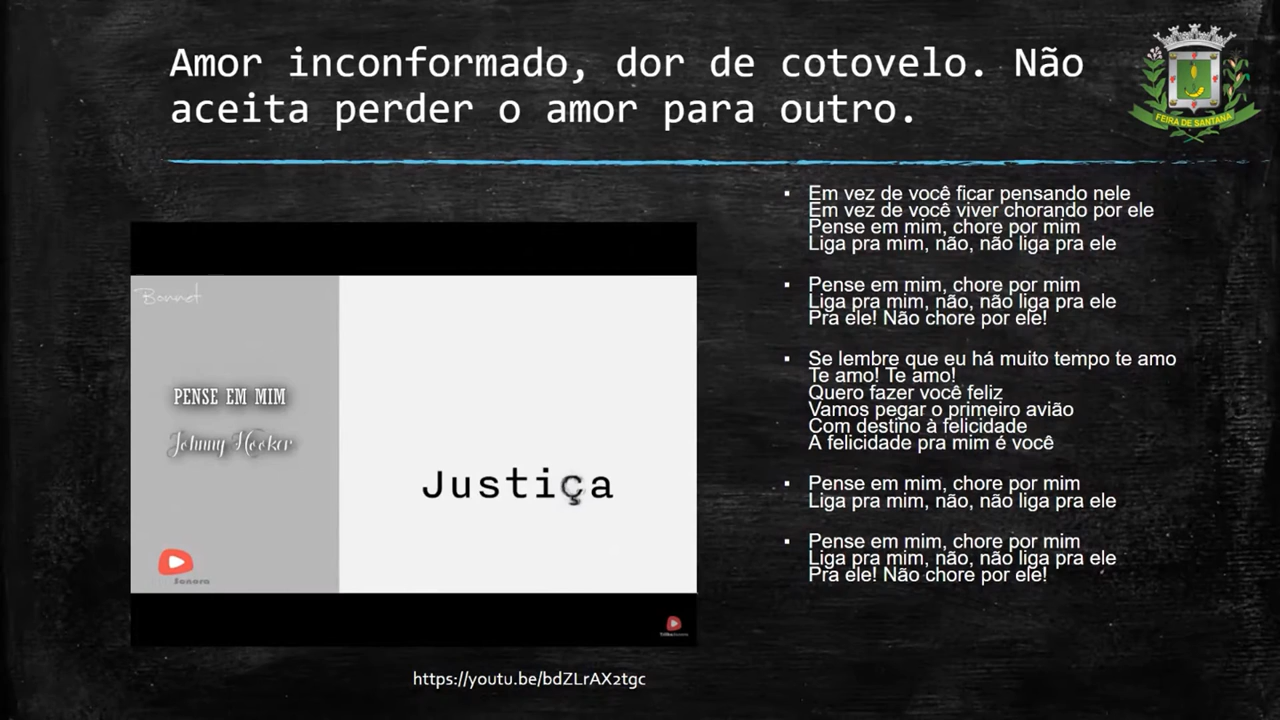 Amor inconformado, dor de cotovelo. Não
aceita perder o amor para outro.
FEIRA DE SANTANA
Em vez de você ficar pensando nele
Em vez de você viver chorando por ele
Pense em mim, chore por mim
Liga pra mim, não, não liga pra ele
Pense em mim, chore por mim
Liga pra mim, não, não liga pra ele
Pra ele! Não chore por ele!
Se lembre que eu há muito tempo te amo
Te amo! Te amo!
Quero fazer você feliz
Vamos pegar o primeiro avião
Com destino à felicidade
A felicidade pra mim é você
Pense em mim, chore por mim
Liga pra mim, não, não liga pra ele
Pense em mim, chore por mim
Liga pra mim, não, não liga pra ele
Pra ele! Não chore por ele!
Bonnet
PENSE EM MIM
Johnny Hooker
Justiça
Sonora
https://youtu.be/bdZLrAX2tgc